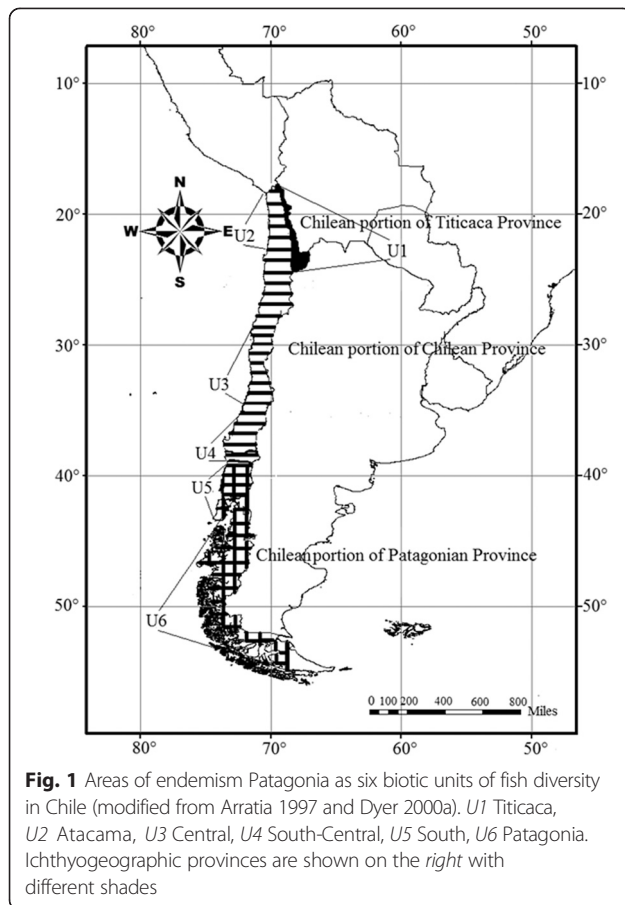 80° 70° 60° 50°
10° 10°
N
W E
S
20° 20°
Chilean portion of Titicaca Province
U2 U1
30° 30°
Chilean portion of Chilean Province
U3
U4
40° 40°
U5
Chilean portion of Patagonian Province
50° 50°
U6
0 100 200 400 600 800
Miles
80° 70° 60° 50°
Fig. 1 Areas of endemism Patagonia as six biotic units of fish diversity
in Chile (modified from Arratia 1997 and Dyer 2000a). U1 Titicaca,
U2 Atacama, U3 Central, U4 South-Central, U5 South, U6 Patagonia.
Ichthyogeographic provinces are shown on the right with
different shades